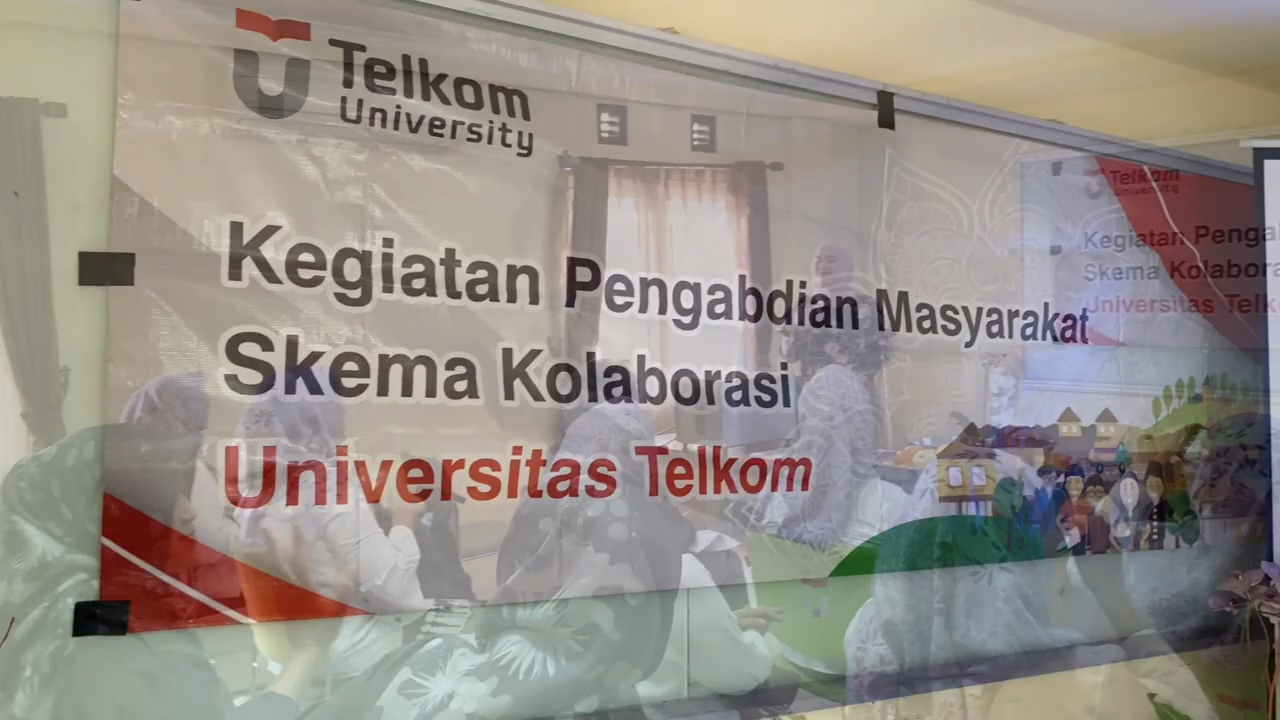 Telkom
University
Kegiatan Pengabdian Masyarakat
Skema Kolaborasi
Universitas Telkom
Telkom
University
Kegiatan Penga
Skema Kolabora
Universitas Telk